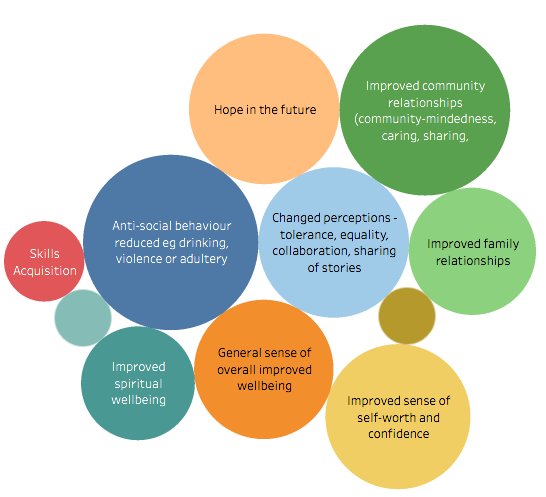 Hope in the future
Improved community
relationships
(community-mindedness,
caring, sharing,
Anti-social behaviour
reduced eg drinking,
violence or adultery
Changed perceptions -
tolerance, equality,
collaboration, sharing
of stories
Improved family
relationships
Skills
Acquisition
Improved
spiritual
wellbeing
General sense of
overall improved
wellbeing
Improved sense of
self-worth and
confidence